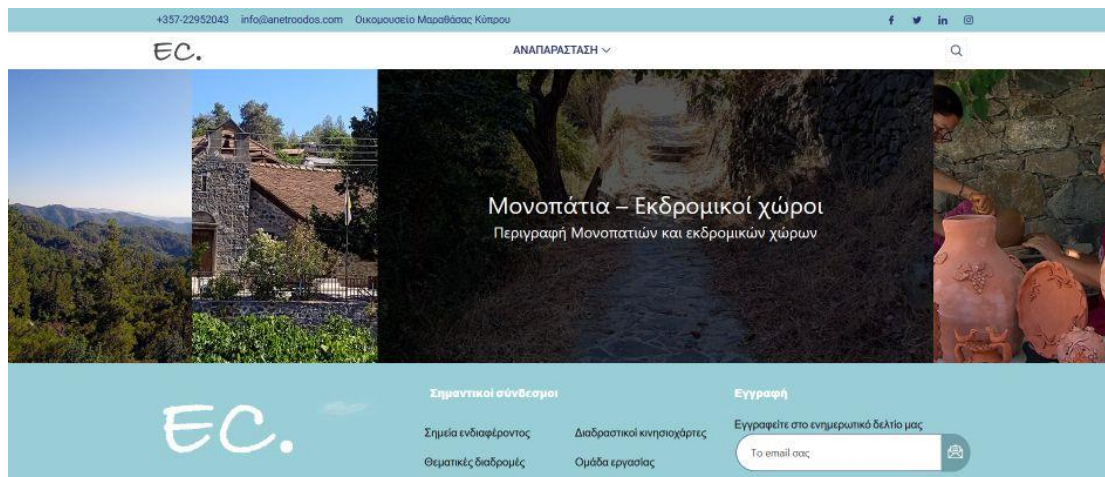 +357-22952043 info@anetroodos.com Οικομουσείο Μαραθάσας Κύπρου
EC.
ΑΝΑΠΑΡΑΣΤΑΣΗ
Μονοπάτια – Εκδρομικοί χώροι
Περιγραφή Μονοπατιών και εκδρομικών χώρων
EC.
Σημαντικοί σύνδεσμοι
Σημεία ενδιαφέροντος
Διαδραστικοί κινησιοχάρτες
Θεματικές διαδρομές
Ομάδα εργασίας
Εγγραφή
Εγγραφείτε στο ενημερωτικό δελτίο μας
Το email σας